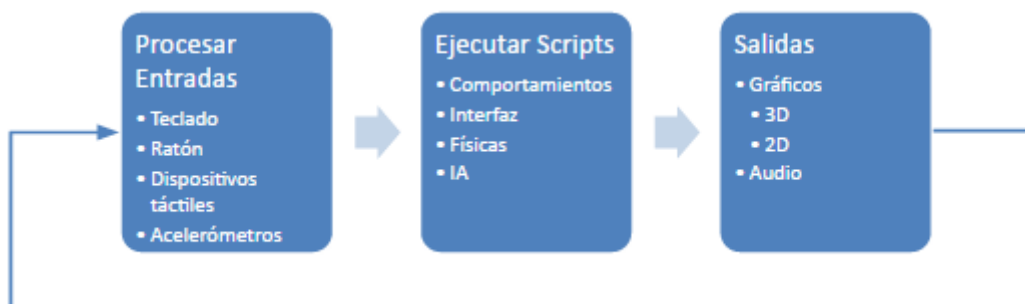 Procesar
Entradas
• Teclado
• Ratón
• Dispositivos
táctiles
• Acelerómetros
Ejecutar Scripts
• Comportamientos
• Interfaz
• Físicas
• IA
Salidas
• Gráficos
• 3D
• 2D
• Audio